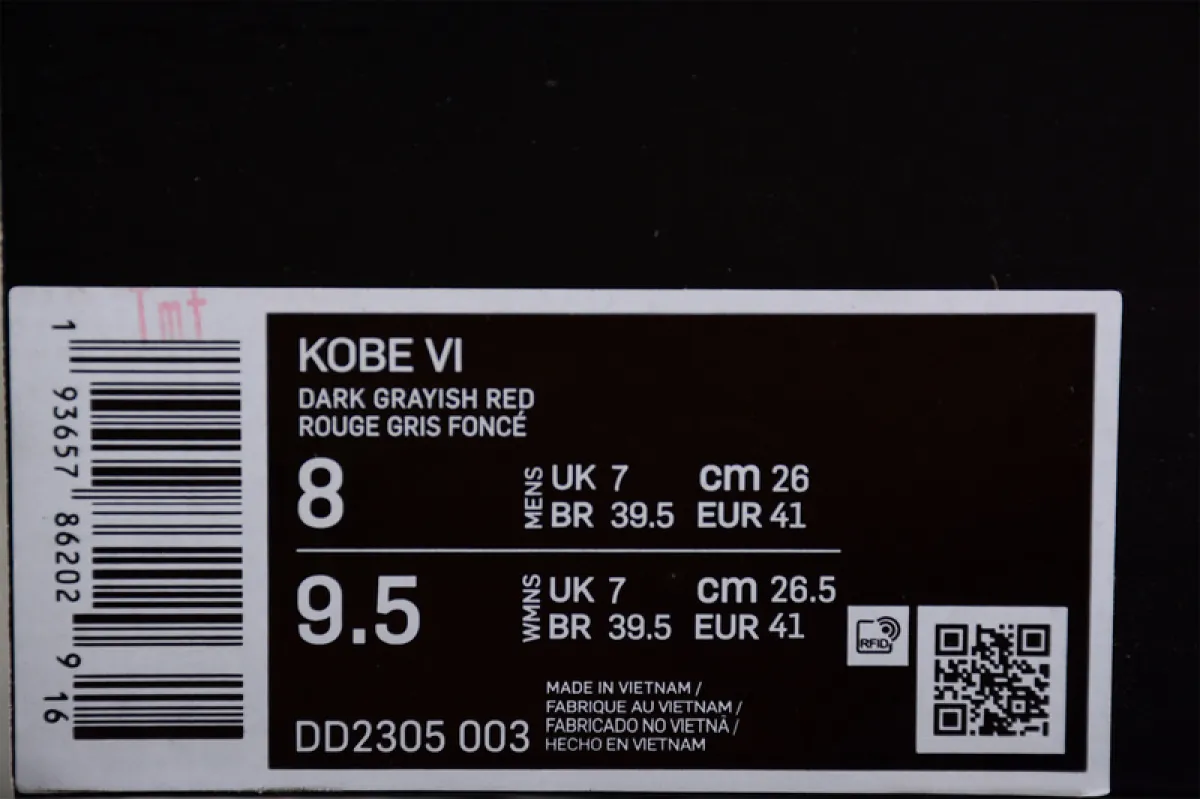 Tmt
1 93657 86202 9 16
KOBE VI
DARK GRAYISH RED
ROUGE GRIS FONCÉ
8
MENS
UK 7 cm 26
BR 39.5 EUR 41
9.5
WMNS
UK 7 cm 26.5
BR 39.5 EUR 41
RFID
DD2305 003
MADE IN VIETNAM /
FABRIQUE AU VIETNAM /
FABRICADO NO VIETNÃ /
HECHO EN VIETNAM